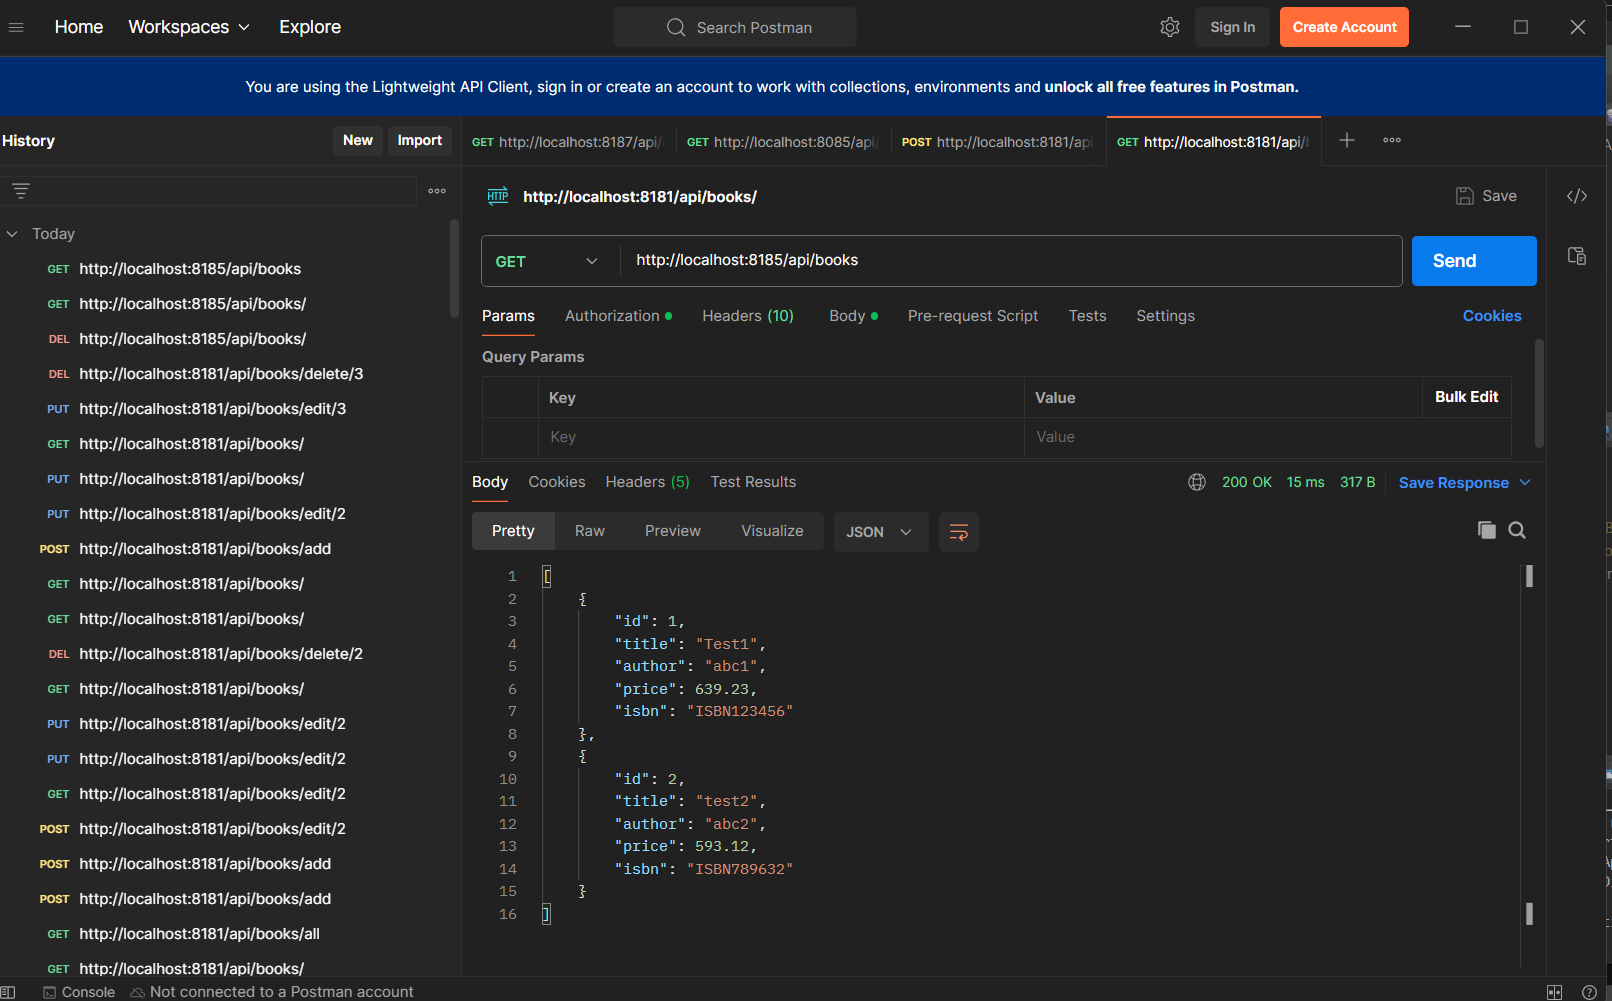 Home Workspaces Explore Search Postman Sign In Create Account
You are using the Lightweight API Client, sign in or create an account to work with collections, environments and unlock all free features in Postman.
History New Import
GET http://localhost:8187/api/ GET http://localhost:8085/api/ POST http://localhost:8181/api GET http://localhost:8181/api/
Today
GET http://localhost:8185/api/books
GET http://localhost:8185/api/books/
DEL http://localhost:8185/api/books/
DEL http://localhost:8181/api/books/delete/3
PUT http://localhost:8181/api/books/edit/3
GET http://localhost:8181/api/books/
PUT http://localhost:8181/api/books/
PUT http://localhost:8181/api/books/edit/2
POST http://localhost:8181/api/books/add
GET http://localhost:8181/api/books/
GET http://localhost:8181/api/books/
DEL http://localhost:8181/api/books/delete/2
GET http://localhost:8181/api/books/
PUT http://localhost:8181/api/books/edit/2
PUT http://localhost:8181/api/books/edit/2
GET http://localhost:8181/api/books/edit/2
POST http://localhost:8181/api/books/edit/2
POST http://localhost:8181/api/books/add
POST http://localhost:8181/api/books/add
GET http://localhost:8181/api/books/all
GET http://localhost:8181/api/books/
HTTP http://localhost:8181/api/books/ Save
GET http://localhost:8185/api/books Send
Params Authorization Headers (10) Body Pre-request Script Tests Settings Cookies
Query Params
Key Value Bulk Edit
Key Value
Body Cookies Headers (5) Test Results 200 OK 15 ms 317 B Save Response
Pretty Raw Preview Visualize JSON
1 [
2 {
3 "id": 1,
4 "title": "Test1",
5 "author": "abc1",
6 "price": 639.23,
7 "isbn": "ISBN123456"
8 },
9 {
10 "id": 2,
11 "title": "test2",
12 "author": "abc2",
13 "price": 593.12,
14 "isbn": "ISBN789632"
15 }
16 ]
Console Not connected to a Postman account